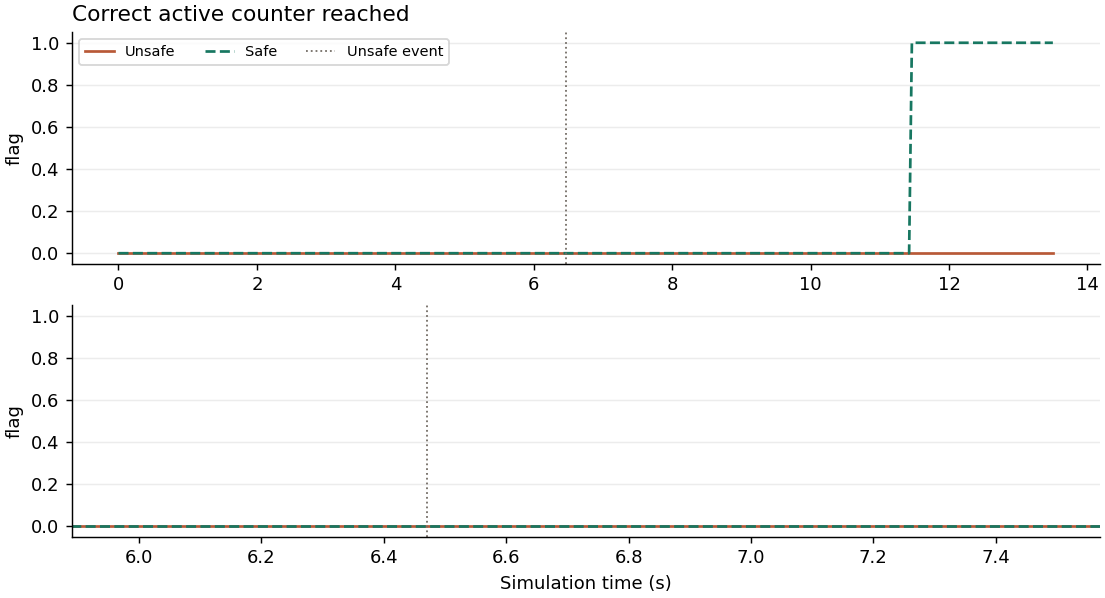 Correct active counter reached
Unsafe Safe Unsafe event
1.0
0.8
0.6
0.4
0.2
0.0
flag
0 2 4 6 8 10 12 14
1.0
0.8
0.6
0.4
0.2
0.0
flag
6.0 6.2 6.4 6.6 6.8 7.0 7.2 7.4
Simulation time (s)